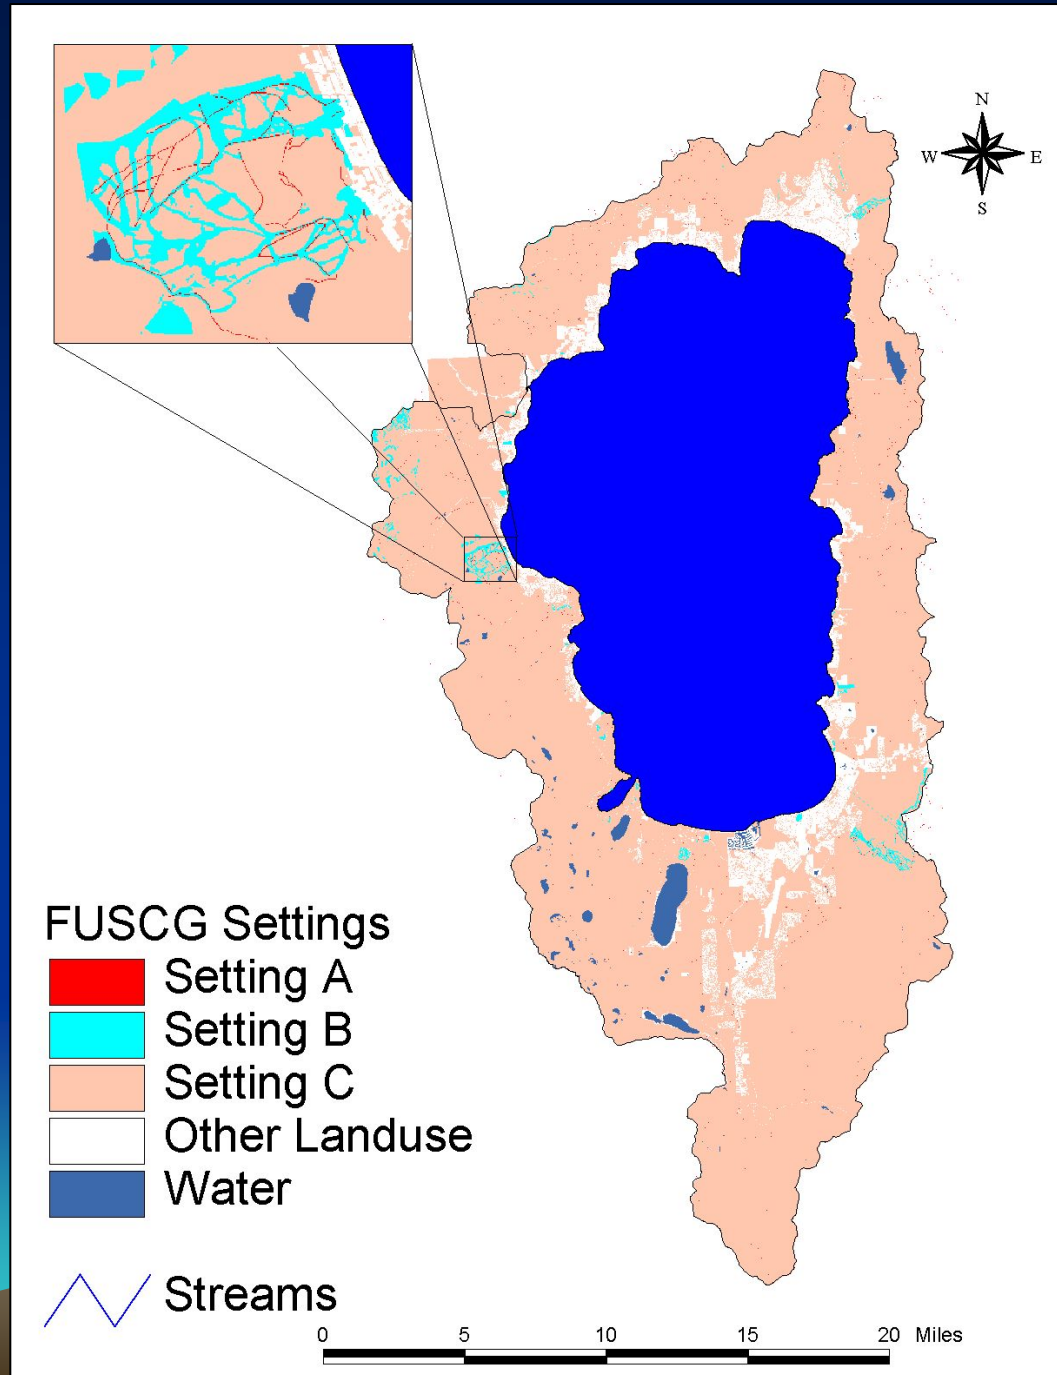 N
W E
S
FUSCG Settings
Setting A
Setting B
Setting C
Other Landuse
Water
Streams
0 5 10 15 20 Miles